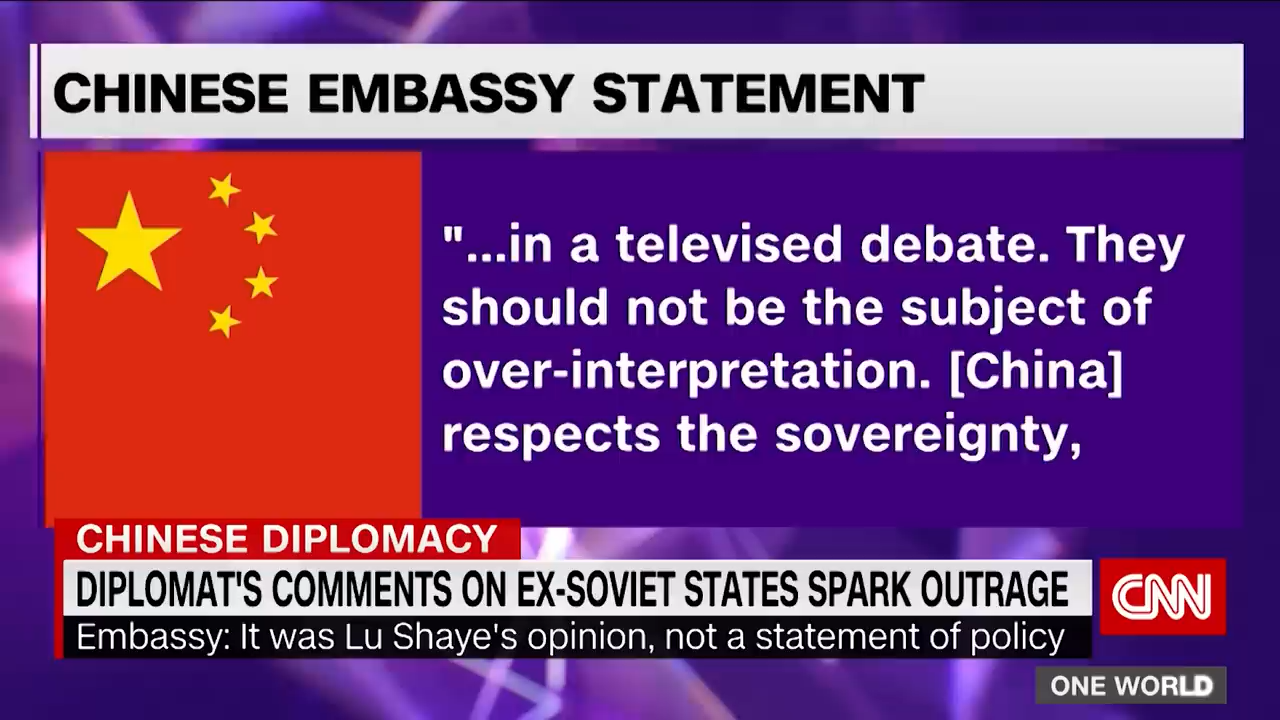 CHINESE EMBASSY STATEMENT
"...in a televised debate. They
should not be the subject of
over-interpretation. [China]
respects the sovereignty,
CHINESE DIPLOMACY
DIPLOMAT'S COMMENTS ON EX-SOVIET STATES SPARK OUTRAGE
Embassy: It was Lu Shaye's opinion, not a statement of policy
CNN
ONE WORLD